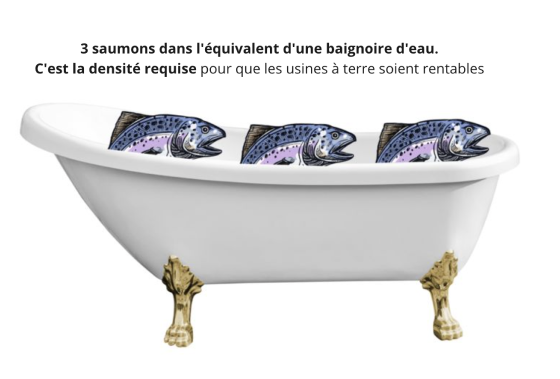 3 saumons dans l'équivalent d'une baignoire d'eau.
C'est la densité requise pour que les usines à terre soient rentables